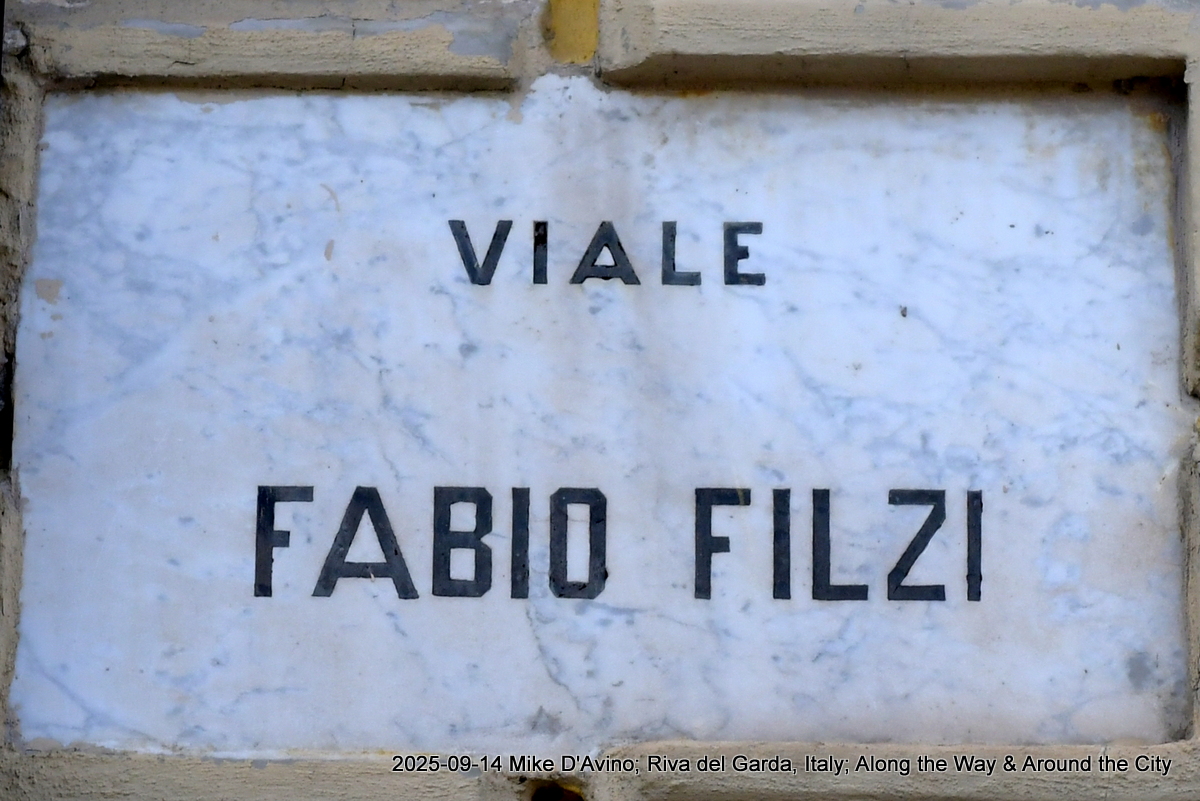 VIALE
FABIO FILZI
2025-09-14 Mike D'Avino; Riva del Garda, Italy; Along the Way & Around the City